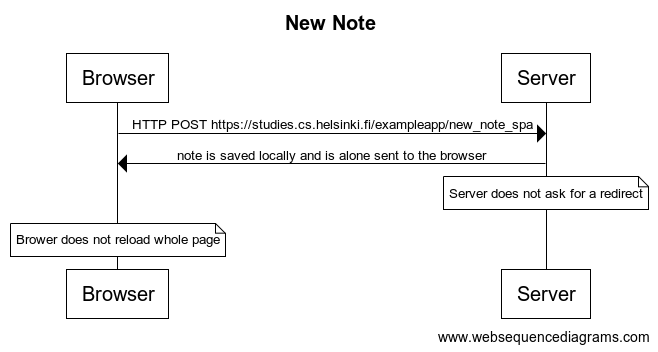 New Note
Browser
Server
HTTP POST https://studies.cs.helsinki.fi/exampleapp/new_note_spa
note is saved locally and is alone sent to the browser
Server does not ask for a redirect
Brower does not reload whole page
Browser
Server
www.websequencediagrams.com